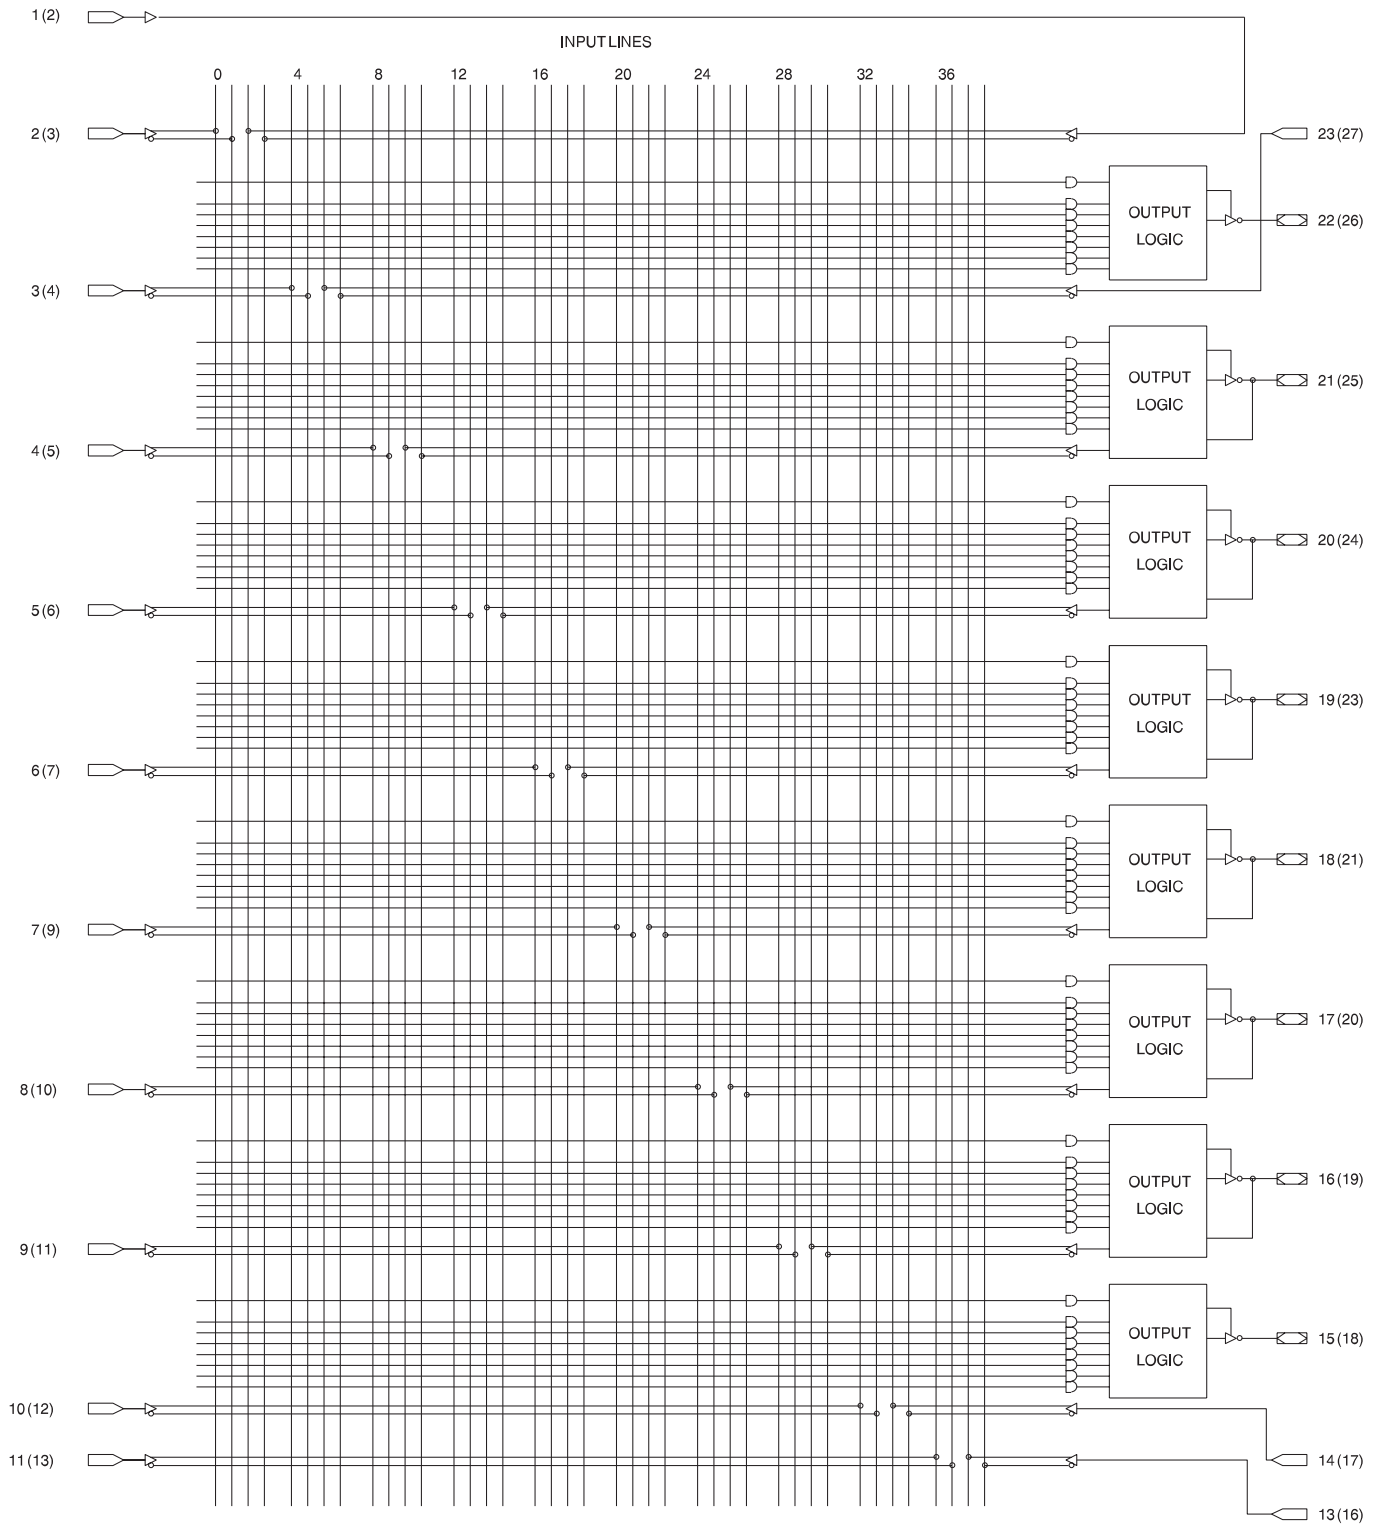 1(2)
INPUT LINES
0 4 8 12 16 20 24 28 32 36
2(3)
23(27)
OUTPUT
LOGIC
22(26)
3(4)
OUTPUT
LOGIC
21(25)
4(5)
OUTPUT
LOGIC
20(24)
5(6)
OUTPUT
LOGIC
19(23)
6(7)
OUTPUT
LOGIC
18(21)
7(9)
OUTPUT
LOGIC
17(20)
8(10)
OUTPUT
LOGIC
16(19)
9(11)
OUTPUT
LOGIC
15(18)
10(12)
11(13)
14(17)
13(16)